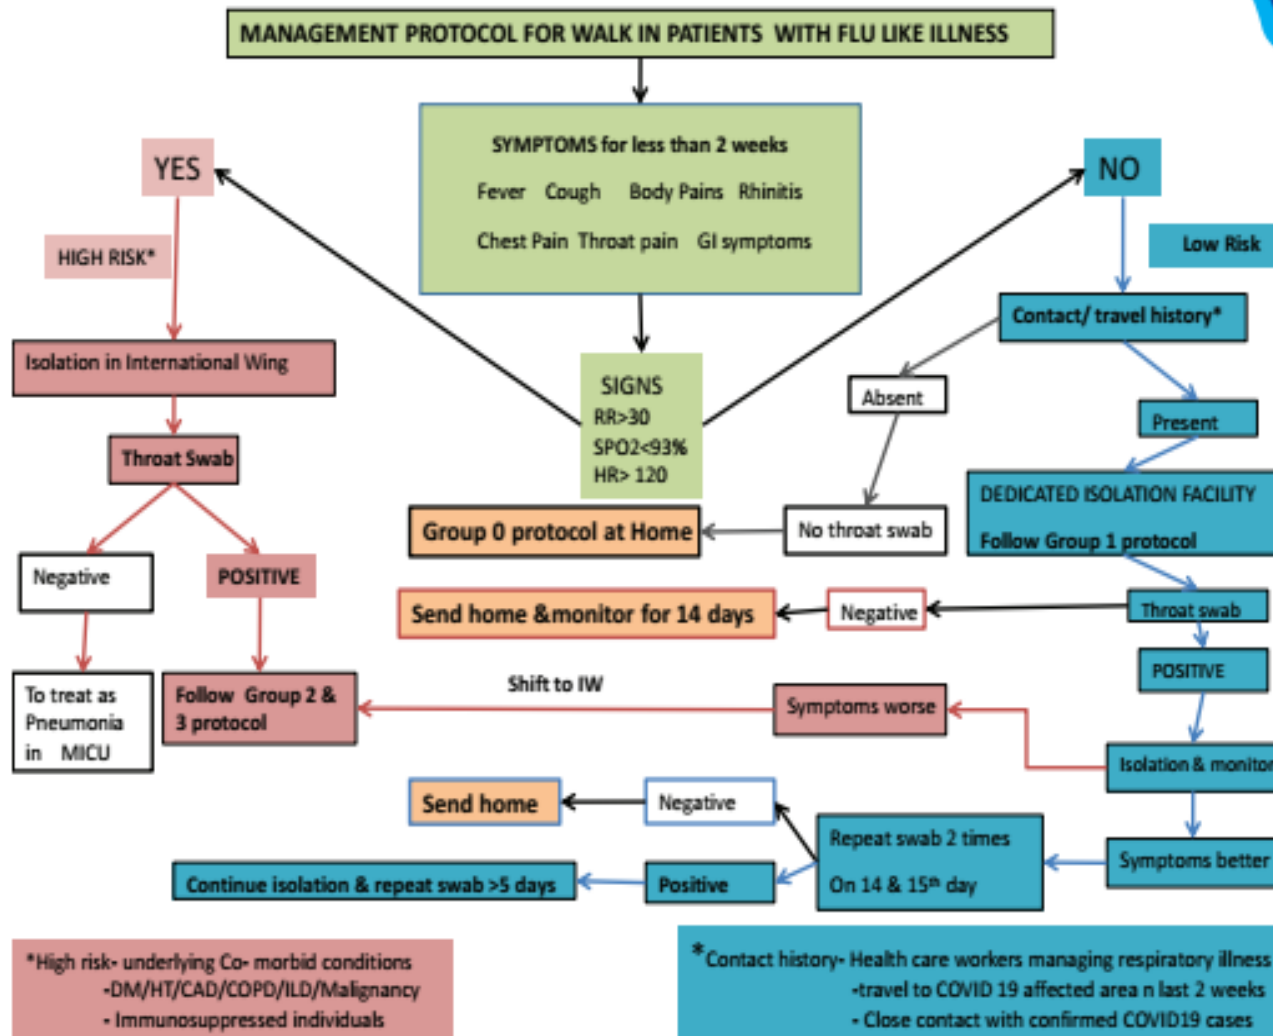 MANAGEMENT PROTOCOL FOR WALK IN PATIENTS WITH FLU LIKE ILLNESS
SYMPTOMS for less than 2 weeks
Fever Cough Body Pains Rhinitis
Chest Pain Throat pain GI symptoms
YES
NO
HIGH RISK*
Low Risk
Isolation in International Wing
Contact/ travel history*
SIGNS
RR>30
SPO2<93%
HR> 120
Absent
Present
Throat Swab
DEDICATED ISOLATION FACILITY
Follow Group 1 protocol
Group 0 protocol at Home
No throat swab
Negative
POSITIVE
Send home &monitor for 14 days
Negative
Throat swab
POSITIVE
To treat as
Pneumonia
in MICU
Follow Group 2 &
3 protocol
Shift to IW
Symptoms worse
Isolation & monitor
Send home
Negative
Repeat swab 2 times
On 14 & 15th day
Symptoms better
Continue isolation & repeat swab >5 days
Positive
*High risk- underlying Co- morbid conditions
-DM/HT/CAD/COPD/ILD/Malignancy
- Immunosuppressed individuals
*Contact history- Health care workers managing respiratory illness
-travel to COVID 19 affected area n last 2 weeks
- Close contact with confirmed COVID19 cases